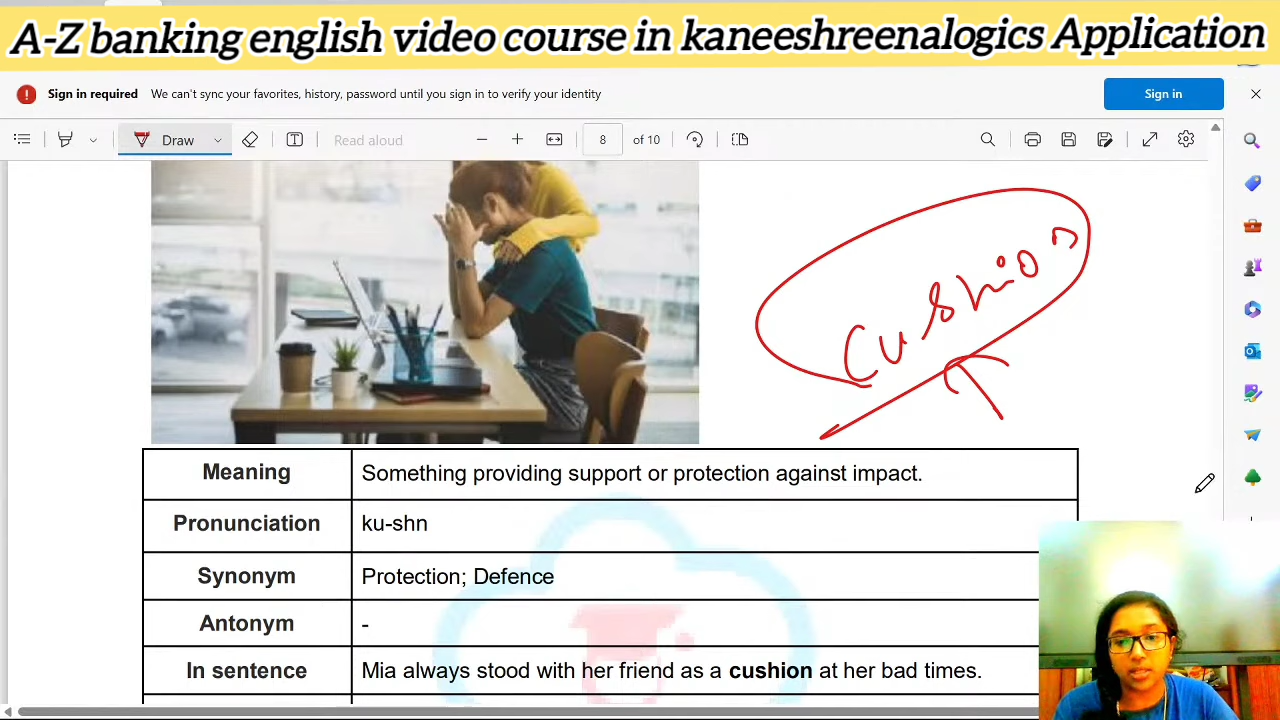 A-Z banking english video course in kaneeshreenalogics Application
Sign in required We can't sync your favorites, history, password until you sign in to verify your identity
Sign in
Draw
Read aloud
8 of 10
Cushion
Meaning Something providing support or protection against impact.
Pronunciation ku-shn
Synonym Protection; Defence
Antonym -
In sentence Mia always stood with her friend as a cushion at her bad times.